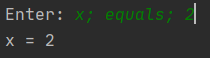 Enter: x; equals; 2
x = 2